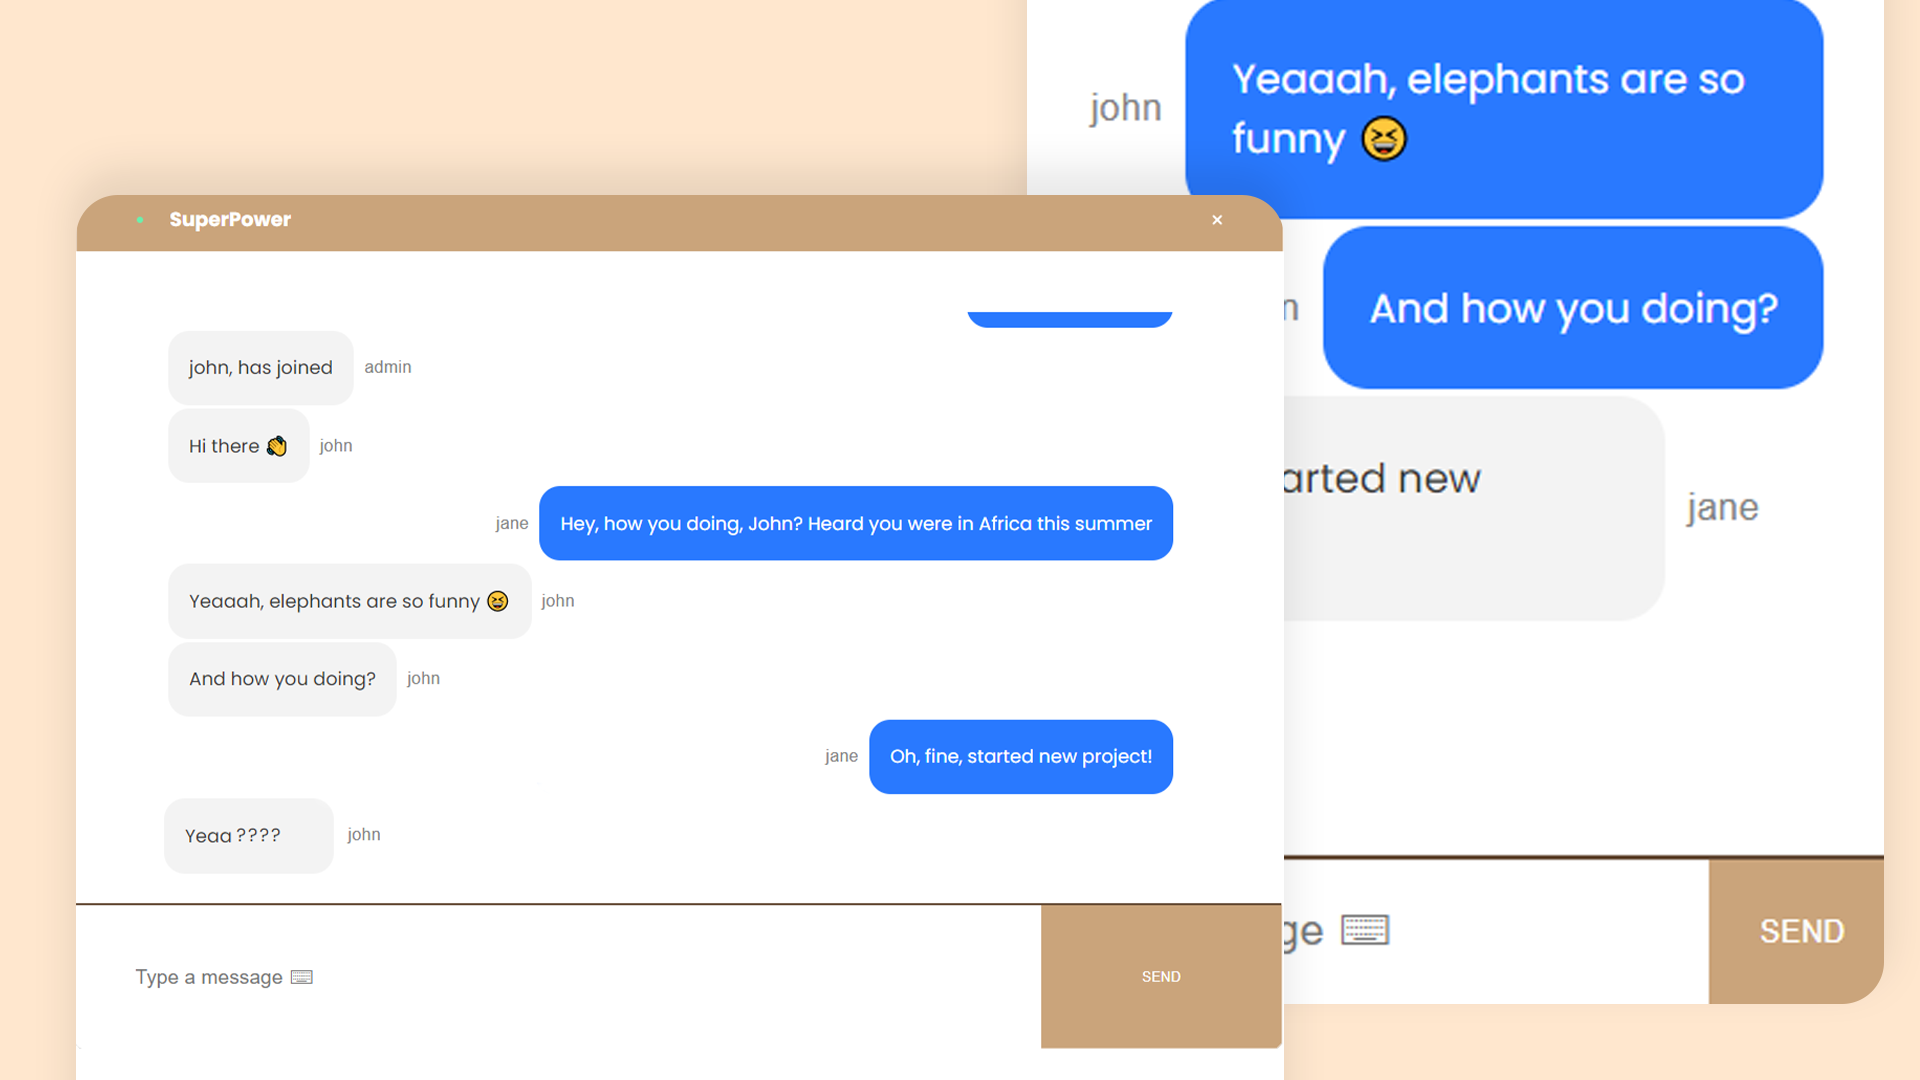 SuperPower
×
john, has joined
admin
Hi there 👏
john
jane
Hey, how you doing, John? Heard you were in Africa this summer
Yeaaah, elephants are so funny 😆
john
And how you doing?
john
jane
Oh, fine, started new project!
Yeaa ????
john
Type a message ⌨
SEND
john
Yeaaah, elephants are so
funny 😆
And how you doing?
new
jane
SEND